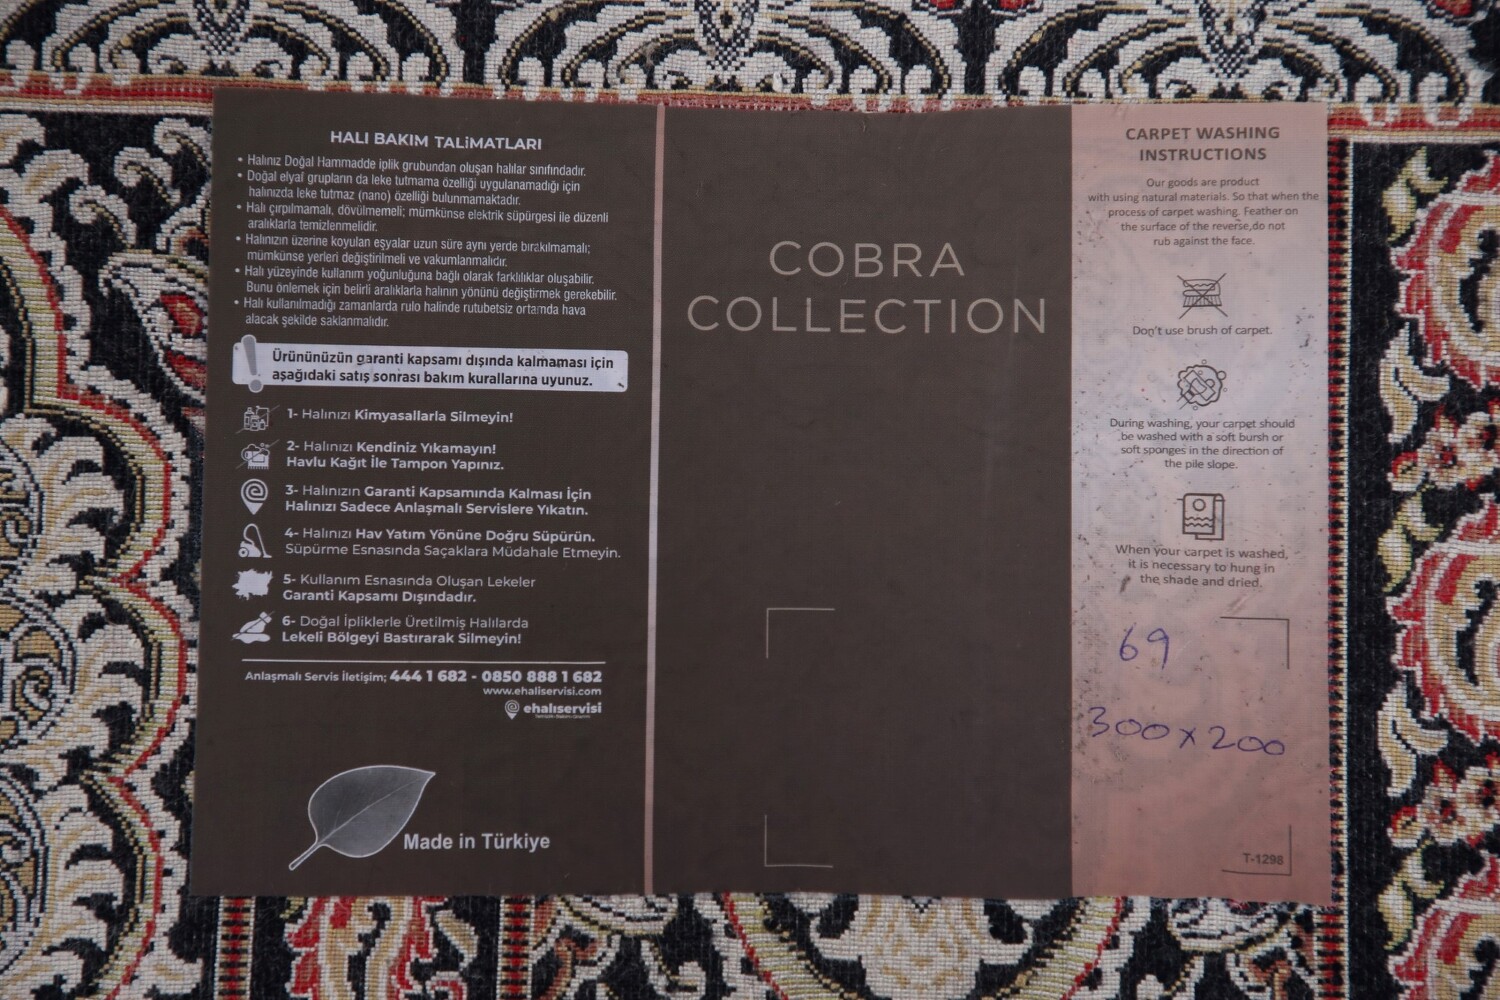 HALI BAKIM TALİMATLARI
• Halınız Doğal Hammadde iplik grubundan oluşan halılar sınıfındadır.
• Doğal elyaf grupların da leke tutmama özelliği uygulanamadığı için
halınızda leke tutmaz (nano) özelliği bulunmamaktadır.
• Halı çırpılmamalı, dövülmemeli; mümkünse elektrik süpürgesi ile düzenli
aralıklarla temizlenmelidir.
• Halınızın üzerine koyulan eşyalar uzun süre aynı yerde bırakılmamalı;
mümkünse yerleri değiştirilmeli ve vakumlanmalıdır.
• Halı yüzeyinde kullanım yoğunluğuna bağlı olarak farklılıklar oluşabilir.
Bunu önlemek için belirli aralıklarla halının yönünü değiştirmek gerekebilir.
• Halı kullanılmadığı zamanlarda rulo halinde rutubetsiz ortamda hava
alacak şekilde saklanmalıdır.
Ürününüzün garanti kapsamı dışında kalmaması için
aşağıdaki satış sonrası bakım kurallarına uyunuz.
1- Halınızı Kimyasallarla Silmeyin!
2- Halınızı Kendiniz Yıkamayın!
Havlu Kağıt İle Tampon Yapınız.
3- Halınızın Garanti Kapsamında Kalması İçin
Halınızı Sadece Anlaşmalı Servislere Yıkatın.
4- Halınızı Hav Yatım Yönüne Doğru Süpürün.
Süpürme Esnasında Saçaklara Müdahale Etmeyin.
5- Kullanım Esnasında Oluşan Lekeler
Garanti Kapsamı Dışındadır.
6- Doğal İpliklerle Üretilmiş Halılarda
Lekeli Bölgeyi Bastırarak Silmeyin!
Anlaşmalı Servis İletişim; 444 1 682 - 0850 888 1 682
www.ehaliservisi.com
ehalıservisi
Made in Türkiye
COBRA
COLLECTION
CARPET WASHING
INSTRUCTIONS
Our goods are product
with using natural materials. So that when the
process of carpet washing. Feather on
the surface of the reverse,do not
rub against the face.
Don't use brush of carpet.
During washing, your carpet should
be washed with a soft bursh or
soft sponges in the direction of
the pile slope.
When your carpet is washed,
it is necessary to hung in
the shade and dried.
69
300x200
T-1298